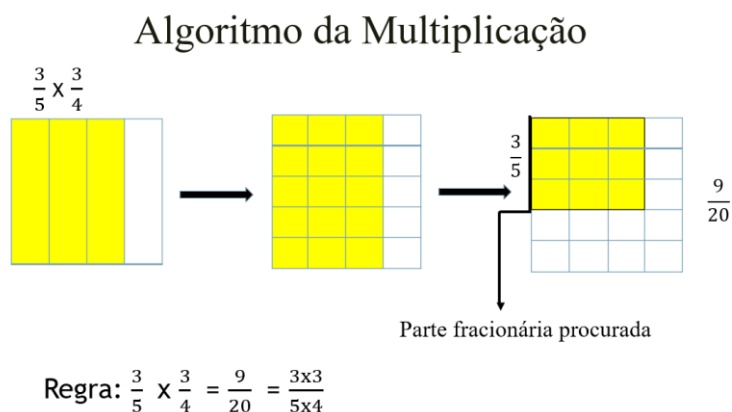 Algoritmo da Multiplicação
3/5 x 3/4
3/5
9/20
Parte fracionária procurada
Regra: 3/5 x 3/4 = 9/20 = 3x3/5x4